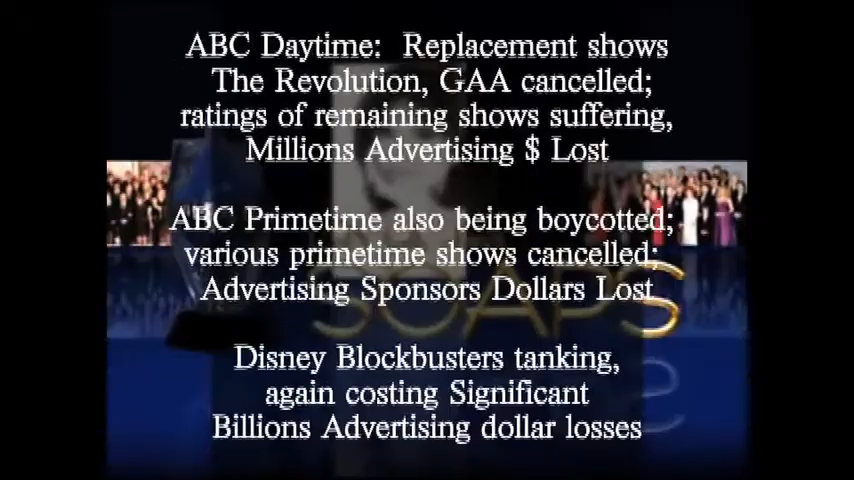 ABC Daytime:  Replacement shows
The Revolution, GAA cancelled;
ratings of remaining shows suffering,
Millions Advertising $ Lost
ABC Primetime also being boycotted;
various primetime shows cancelled;
Advertising Sponsors Dollars Lost
SOAPS
Disney Blockbusters tanking,
again costing Significant
Billions Advertising dollar losses